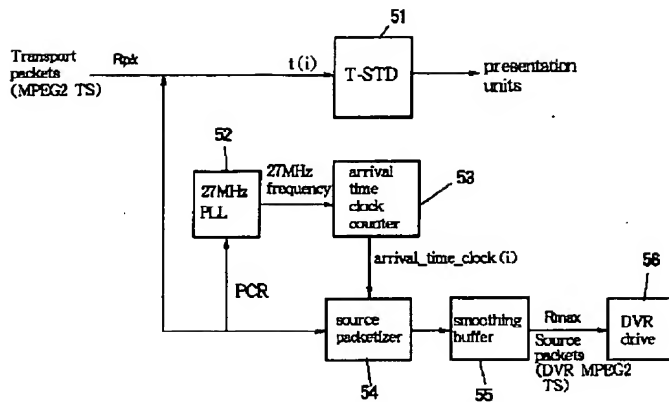 51
Transport
packets
(MPEG2 TS)
Rpk
t(i)
T-STD
presentation
units
52
27MHz
frequency
27MHz
PLL
arrival
time
clock
counter
53
arrival_time_clock(i)
PCR
56
source
packetizer
smoothing
buffer
Rmax
Source
packets
(DVR MPEG2
TS)
DVR
drive
54
55